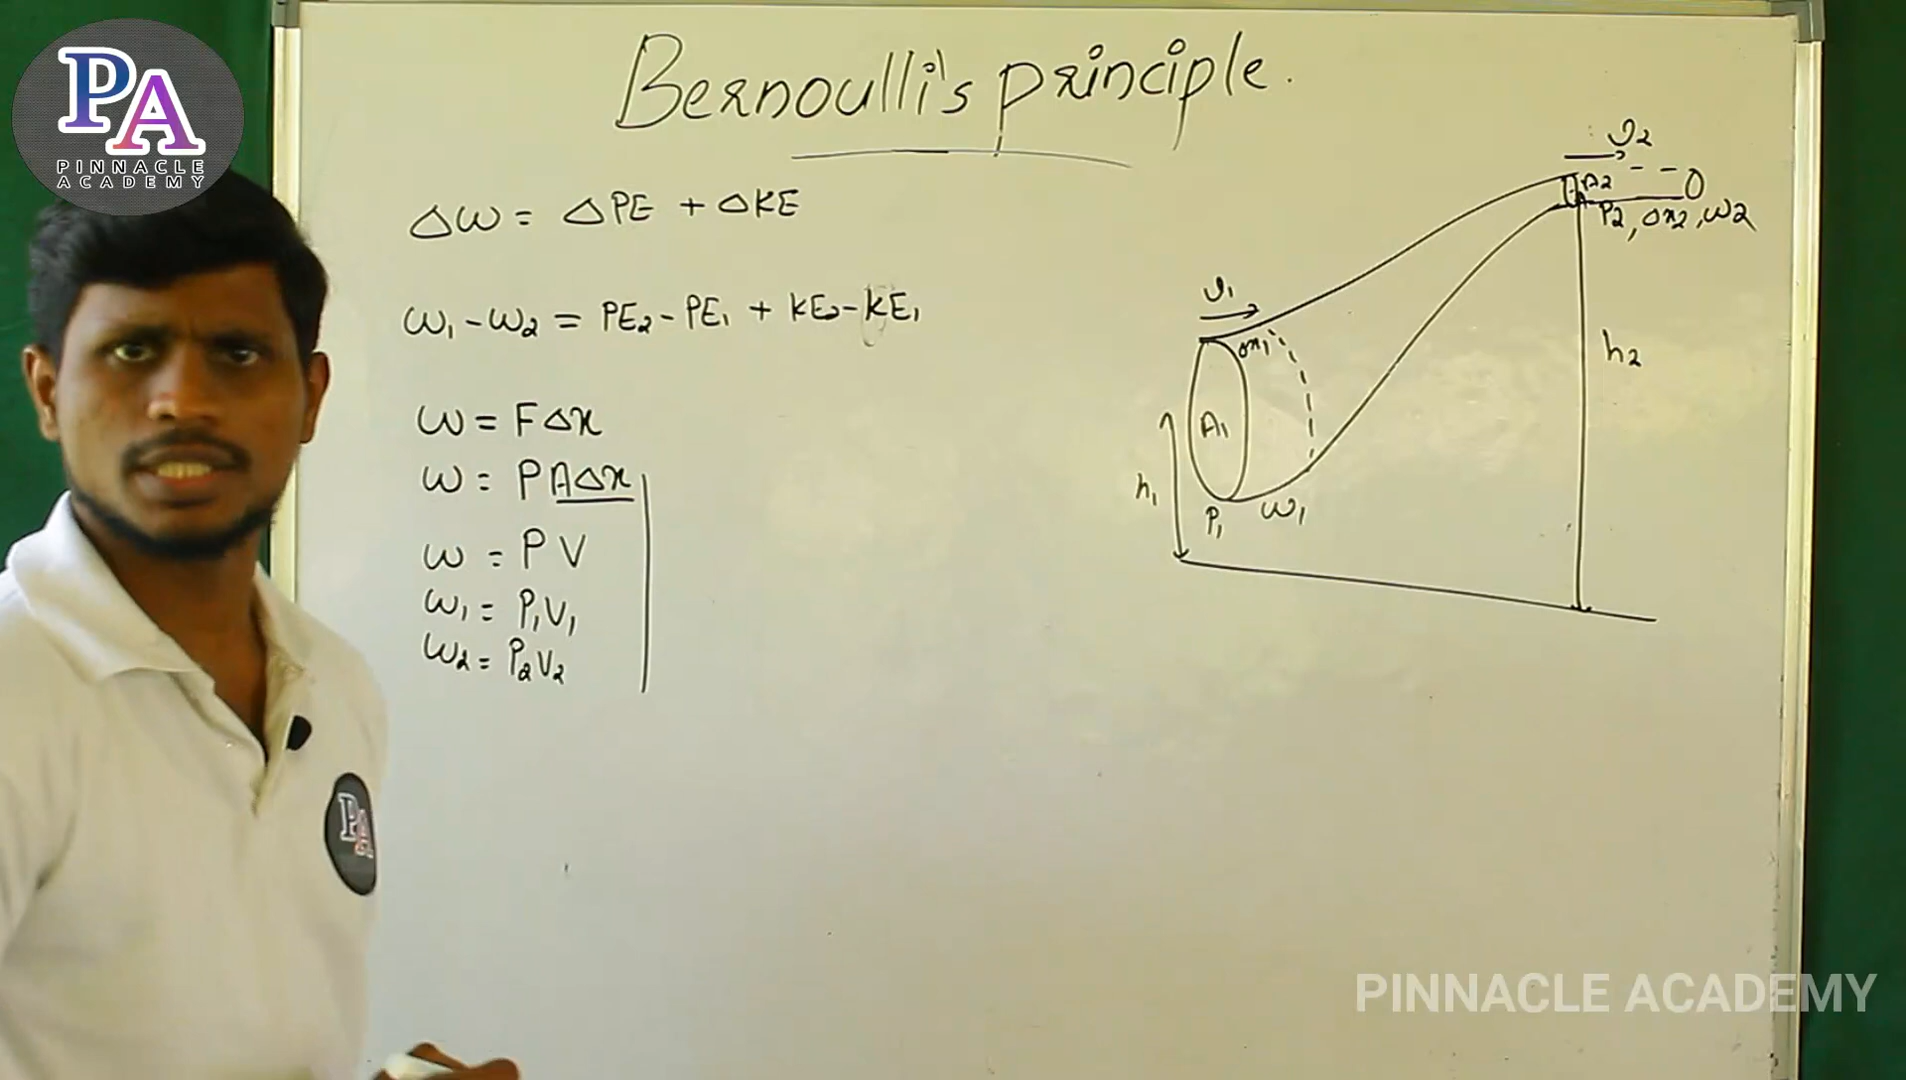 PA
PINNACLE
ACADEMY
Bernoulli's principle.
ΔW = ΔPE + ΔKE
W1 - W2 = PE2 - PE1 + KE2 - KE1
W = FΔx
W = PAΔx
W = PV
W1 = P1V1
W2 = P2V2
v2
A2
P2, Δx2, W2
v1
Δx1
A1
h2
h1
P1
W1
PA
PINNACLE ACADEMY